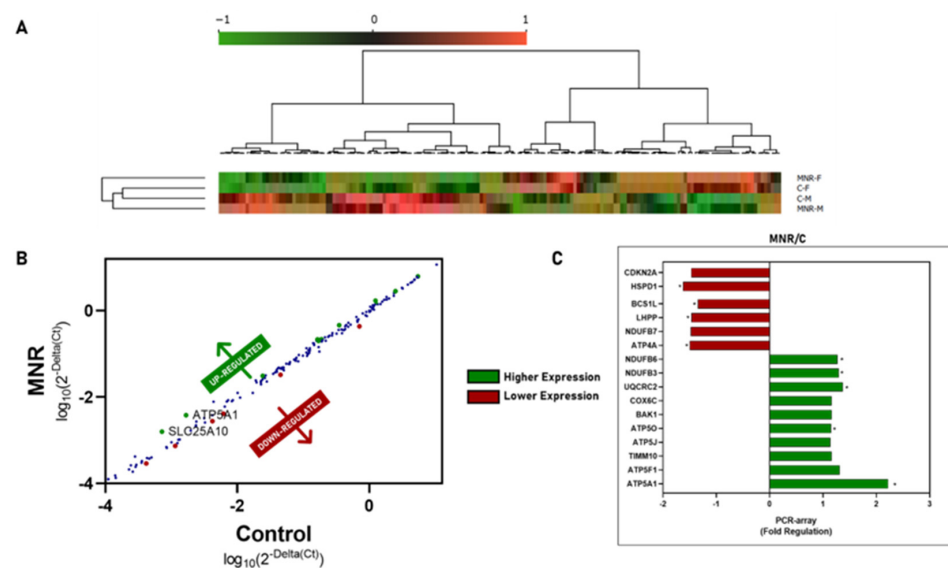 A
−1 0 1
MNR-F
C-F
C-M
MNR-M
B
MNR
log10(2-Delta(Ct))
0
-2
-4
UP-REGULATED
DOWN-REGULATED
ATP5A1
SLC25A10
-4 -2 0
Control
log10(2-Delta(Ct))
Higher Expression
Lower Expression
C
MNR/C
CDKN2A
HSPD1 *
BCS1L *
LHPP *
NDUFB7
ATP4A *
NDUFB6 *
NDUFB3 *
UQCRC2 *
COX6C
BAK1
ATP5O *
ATP5J
TIMM10
ATP5F1
ATP5A1 *
-2 -1 0 1 2 3
PCR-array
(Fold Regulation)